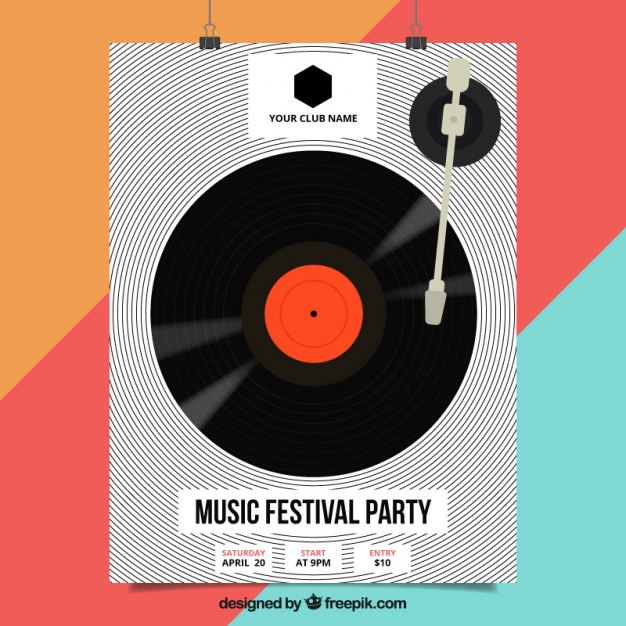 YOUR CLUB NAME
MUSIC FESTIVAL PARTY
SATURDAY START ENTRY
APRIL 20 AT 9PM $10
designed by freepik.com